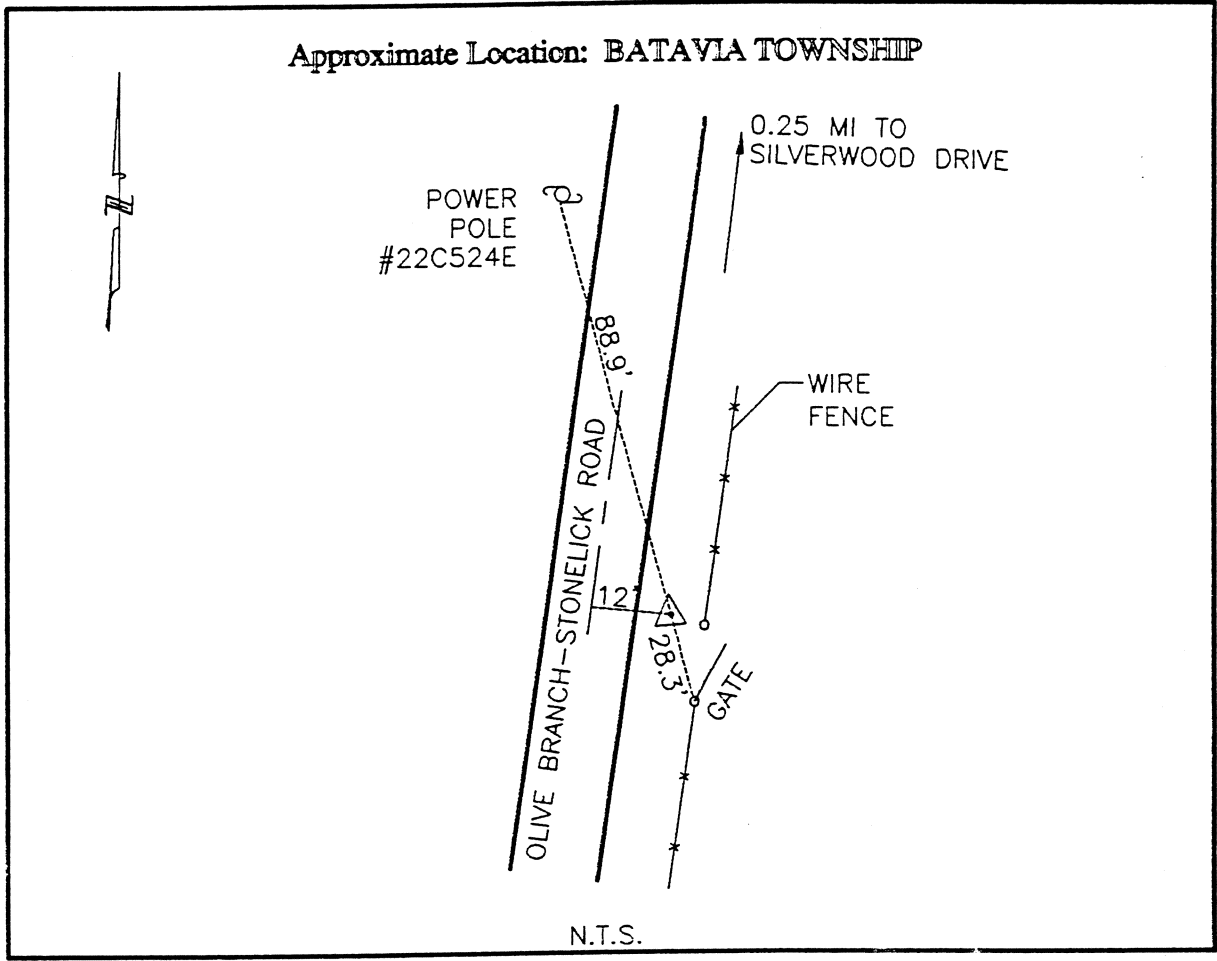 Approximate Location: BATAVIA TOWNSHIP
0.25 MI TO
SILVERWOOD DRIVE
POWER
POLE
#22C524E
N
88.9'
WIRE
FENCE
OLIVE BRANCH-STONELICK ROAD
12'
28.3'
GATE
N.T.S.